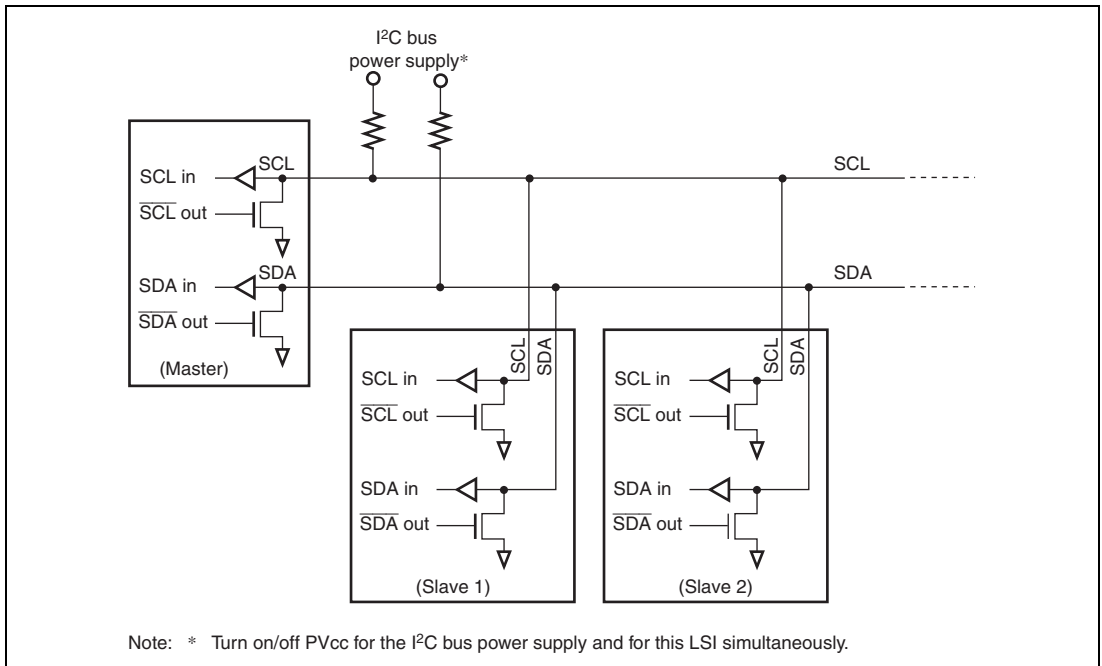 I²C bus
power supply*
SCL in
SCL
SCL out
SDA in
SDA
SDA out
(Master)
SCL
SDA
SCL
SDA
SCL in
SCL out
SDA in
SDA out
(Slave 1)
SCL
SDA
SCL in
SCL out
SDA in
SDA out
(Slave 2)
Note: * Turn on/off PVcc for the I²C bus power supply and for this LSI simultaneously.